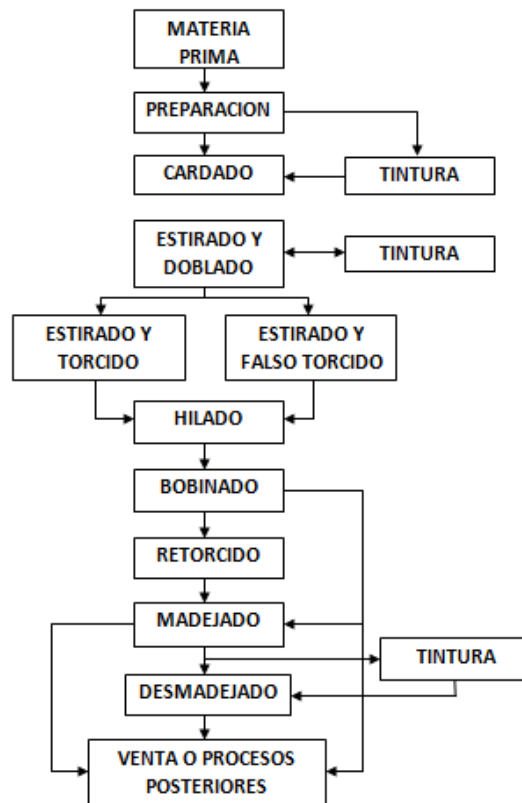 MATERIA
PRIMA
PREPARACION
CARDADO
TINTURA
ESTIRADO Y
DOBLADO
TINTURA
ESTIRADO Y
TORCIDO
ESTIRADO Y
FALSO TORCIDO
HILADO
BOBINADO
RETORCIDO
MADEJADO
TINTURA
DESMADEJADO
VENTA O PROCESOS
POSTERIORES